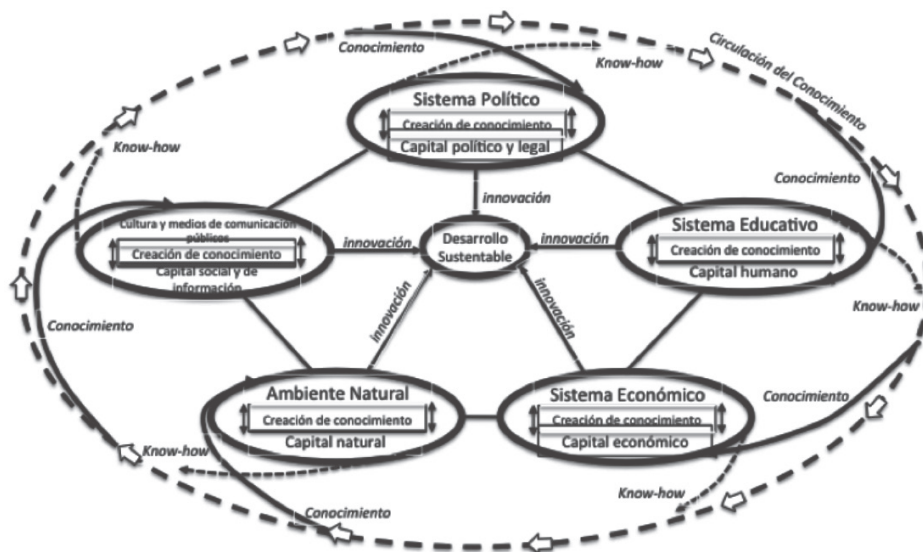 Conocimiento
Know-how
Circulación del Conocimiento
Sistema Político
Creación de conocimiento
Capital político y legal
Know-how
Conocimiento
innovación
Cultura y medios de comunicación
públicos
Creación de conocimiento
Capital social y de
información
innovación
Desarrollo
Sustentable
innovación
Sistema Educativo
Creación de conocimiento
Capital humano
Know-how
Conocimiento
innovación
innovación
Ambiente Natural
Creación de conocimiento
Capital natural
Sistema Económico
Creación de conocimiento
Capital económico
Conocimiento
Know-how
Know-how
Conocimiento